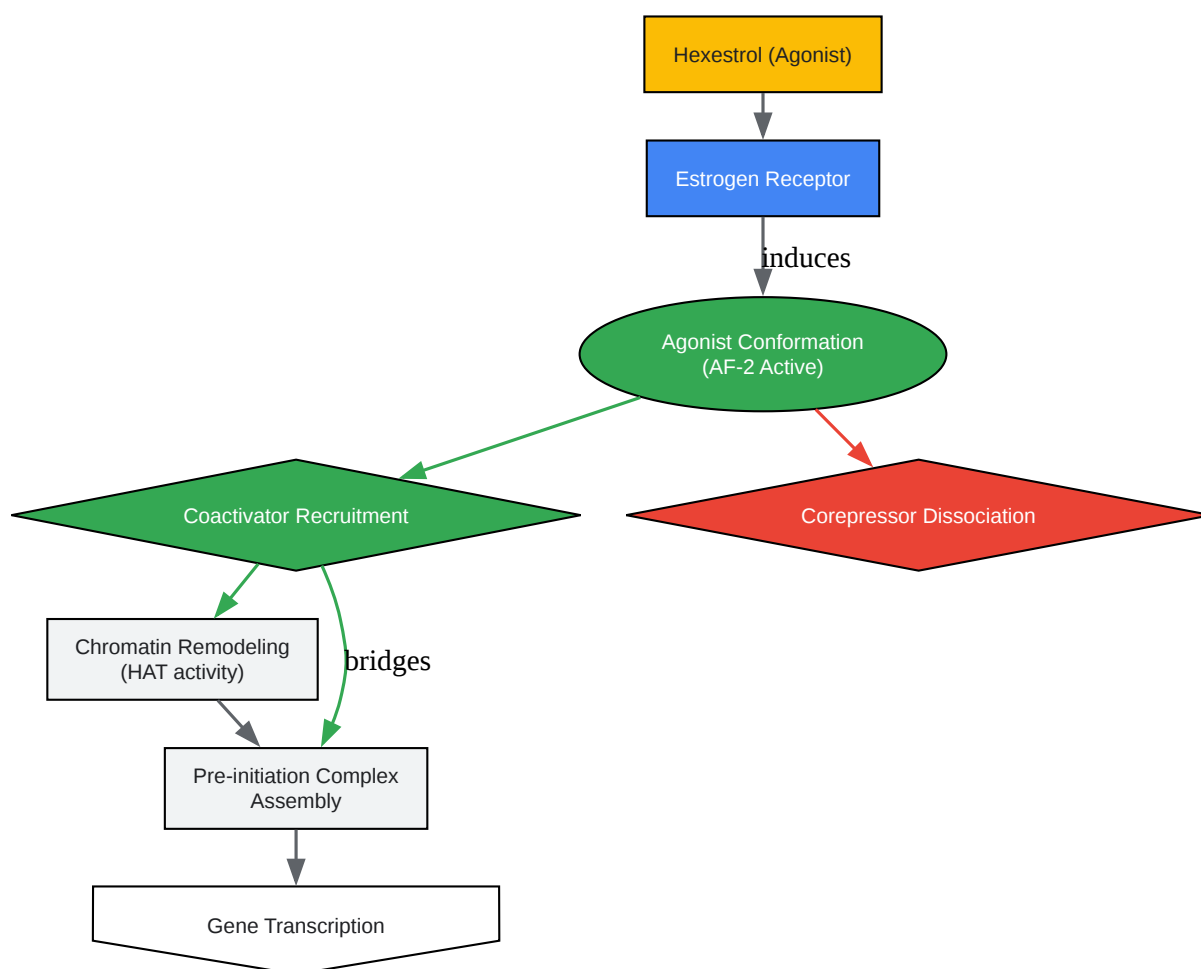 Hexestrol (Agonist)
Estrogen Receptor
induces
Agonist Conformation
(AF-2 Active)
Coactivator Recruitment
Corepressor Dissociation
Chromatin Remodeling
(HAT activity)
bridges
Pre-initiation Complex
Assembly
Gene Transcription